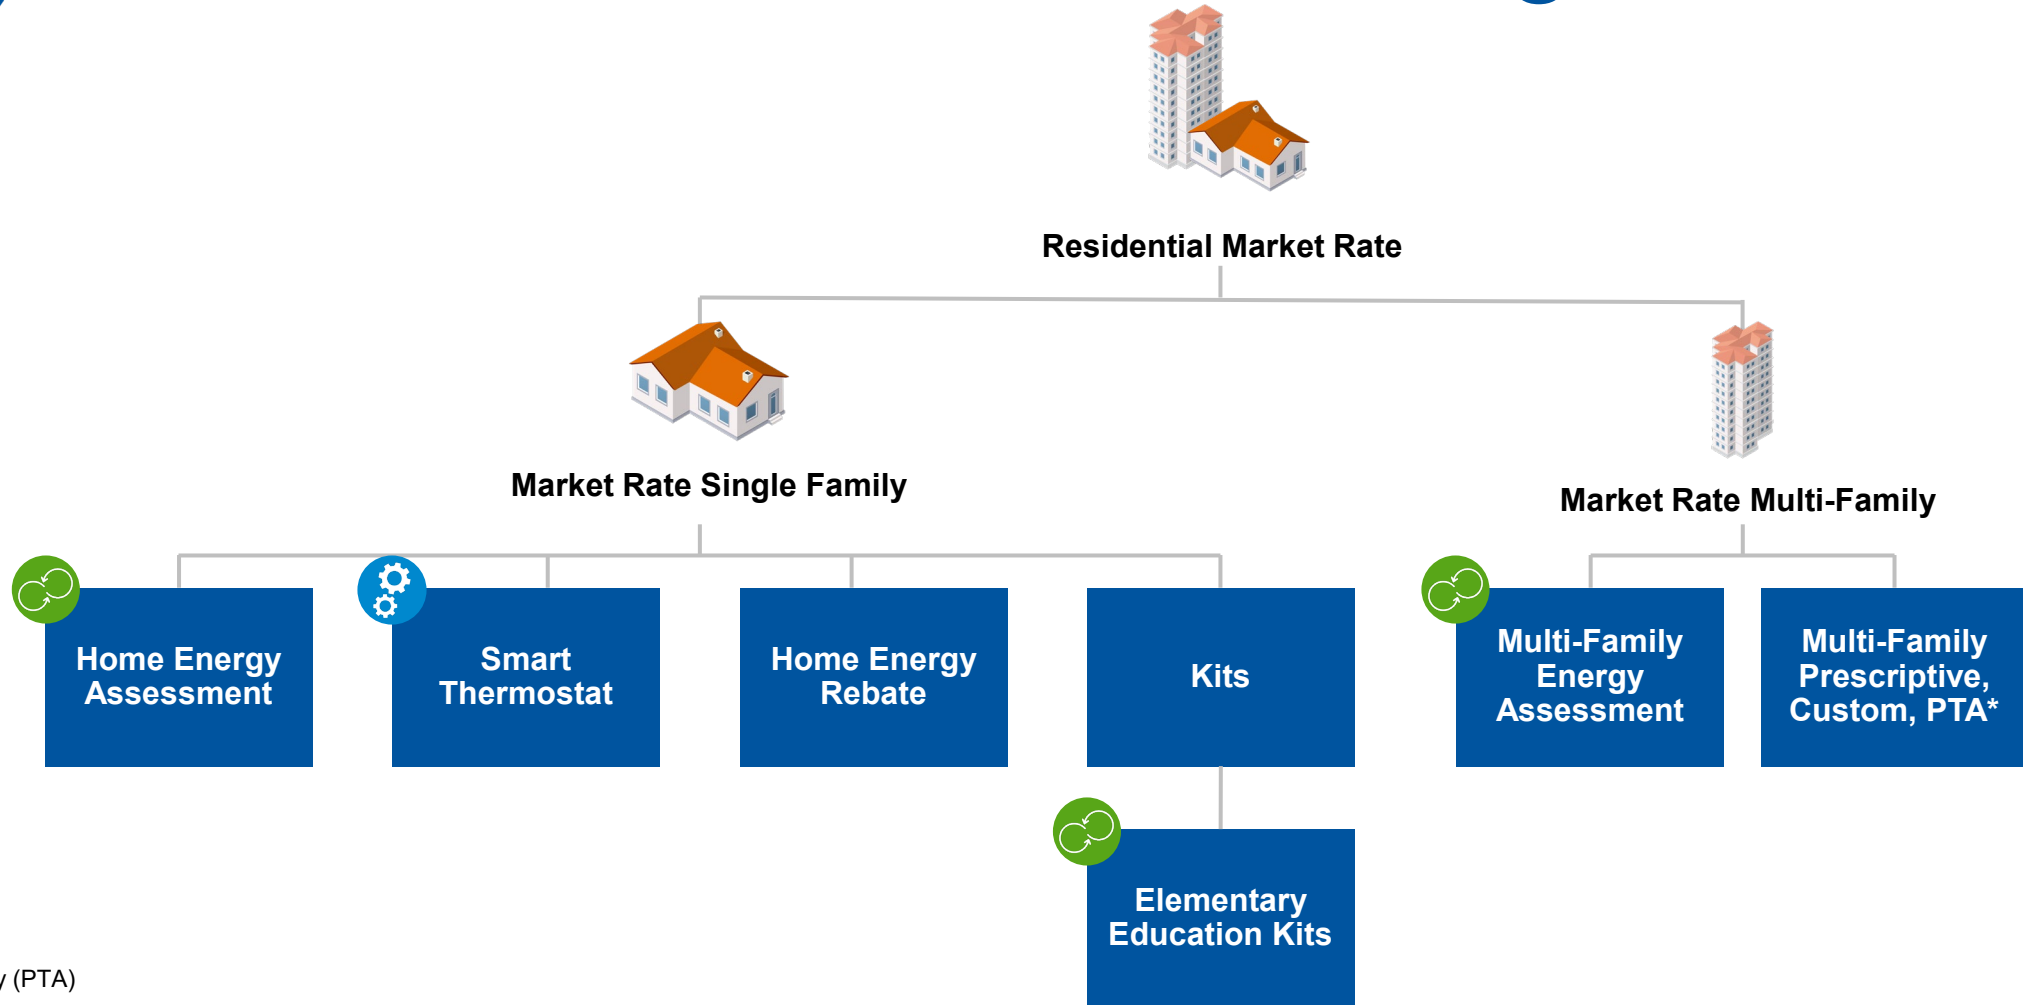 Residential Market Rate
Market Rate Single Family
Market Rate Multi-Family
Home Energy
Assessment
Smart
Thermostat
Home Energy
Rebate
Kits
Multi-Family
Energy
Assessment
Multi-Family
Prescriptive,
Custom, PTA*
Elementary
Education Kits
(PTA)